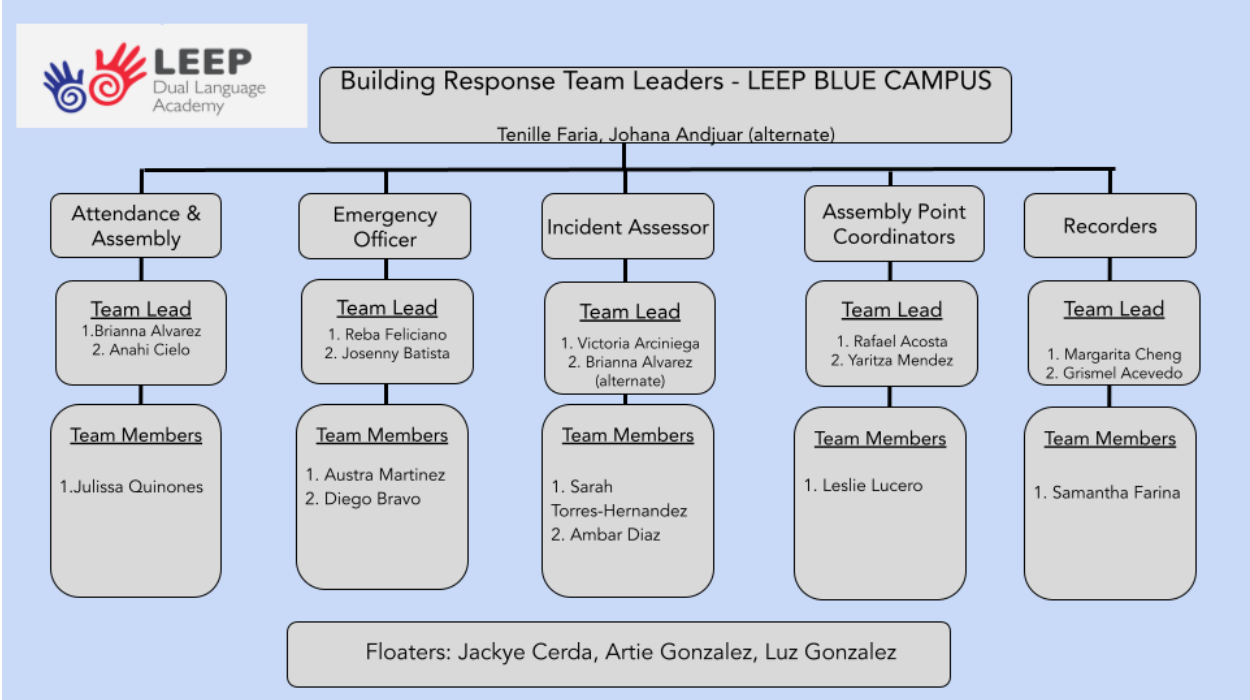 LEEP
Dual Language
Academy
Building Response Team Leaders - LEEP BLUE CAMPUS
Tenille Faria, Johana Andjuar (alternate)
Attendance &
Assembly
Team Lead
1.Brianna Alvarez
2. Anahi Cielo
Team Members
1.Julissa Quinones
Emergency
Officer
Team Lead
1. Reba Feliciano
2. Josenny Batista
Team Members
1. Austra Martinez
2. Diego Bravo
Incident Assessor
Team Lead
1. Victoria Arciniega
2. Brianna Alvarez
(alternate)
Team Members
1. Sarah
Torres-Hernandez
2. Ambar Diaz
Assembly Point
Coordinators
Team Lead
1. Rafael Acosta
2. Yaritza Mendez
Team Members
1. Leslie Lucero
Recorders
Team Lead
1. Margarita Cheng
2. Grismel Acevedo
Team Members
1. Samantha Farina
Floaters: Jackye Cerda, Artie Gonzalez, Luz Gonzalez